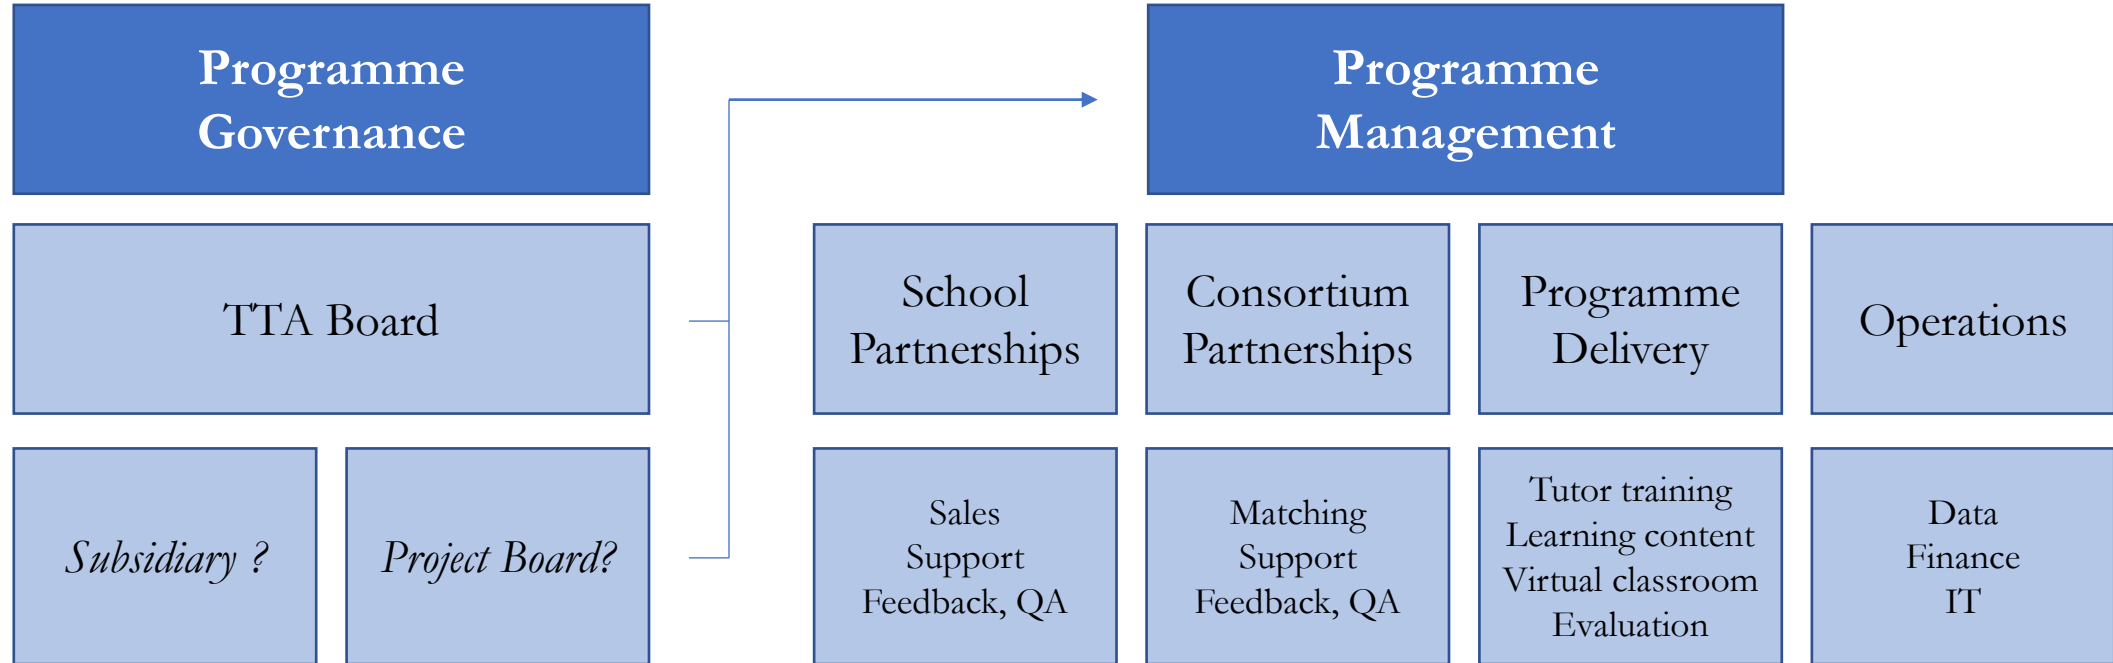 Programme
Governance
TTA Board
Subsidiary ?
Project Board?
Programme
Management
School
Partnerships
Consortium
Partnerships
Programme
Delivery
Operations
Sales
Support
Feedback, QA
Matching
Support
Feedback, QA
Tutor training
Learning content
Virtual classroom
Evaluation
Data
Finance
IT